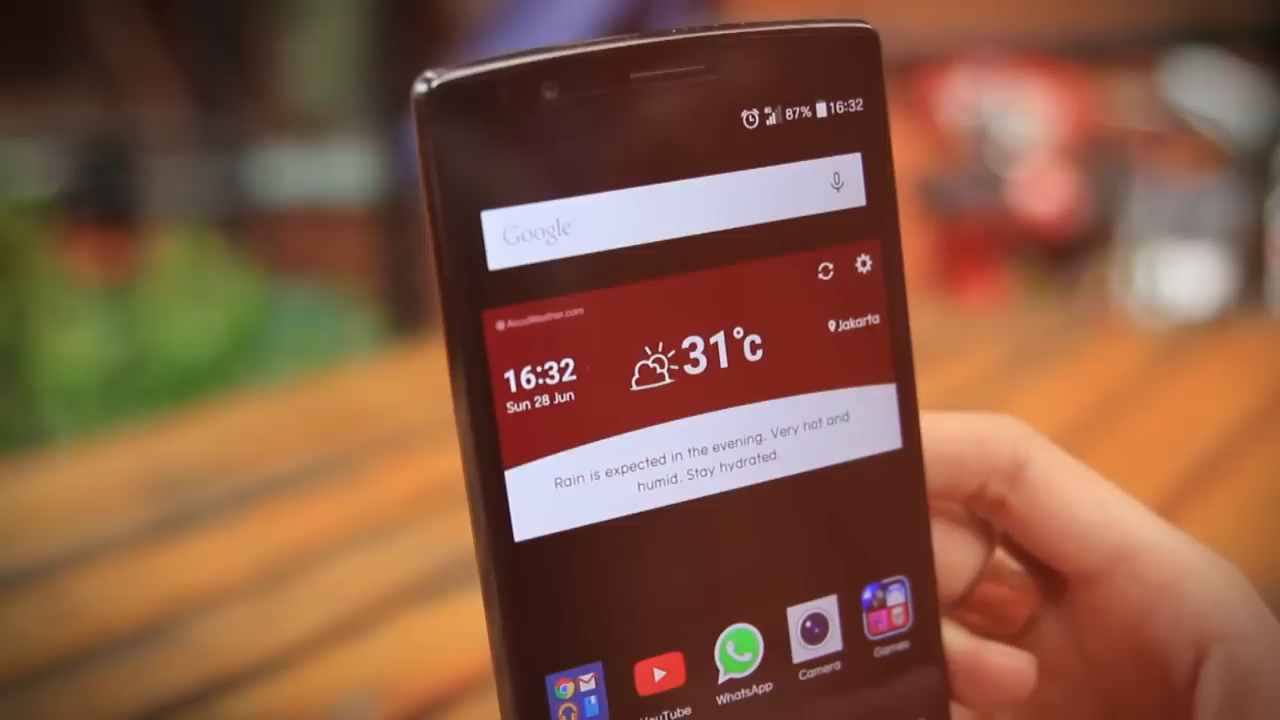 87% 16:32
Google
AccuWeather.com
Jakarta
16:32
31°c
Sun 28 Jun
Rain is expected in the evening. Very hot and
humid. Stay hydrated.
YouTube
WhatsApp
Camera
Games